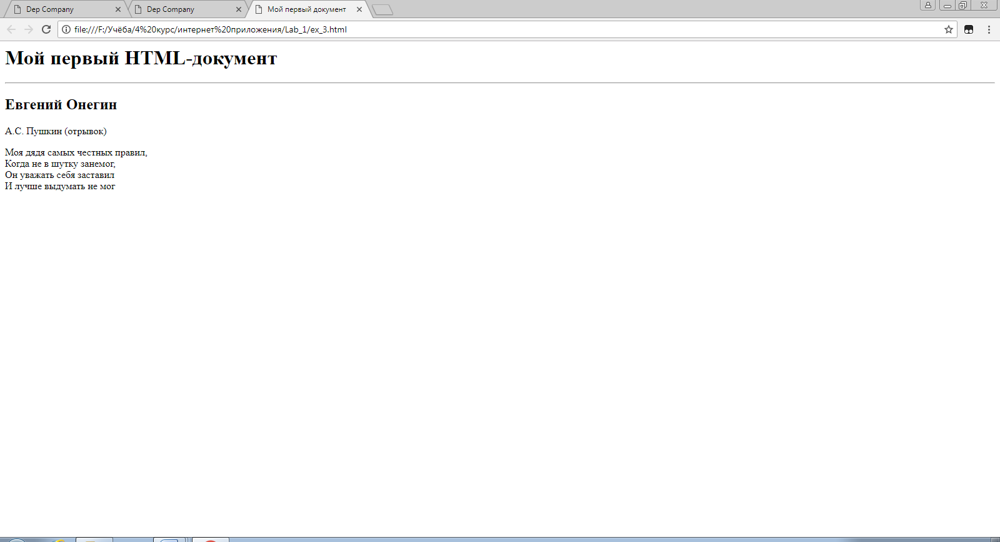 Dep Company
Dep Company
Мой первый документ
file:///F:/Учёба/4%20курс/интернет%20приложения/Lab_1/ex_3.html
Мой первый HTML-документ
Евгений Онегин
А.С. Пушкин (отрывок)
Моя дядя самых честных правил,
Когда не в шутку занемог,
Он уважать себя заставил
И лучше выдумать не мог